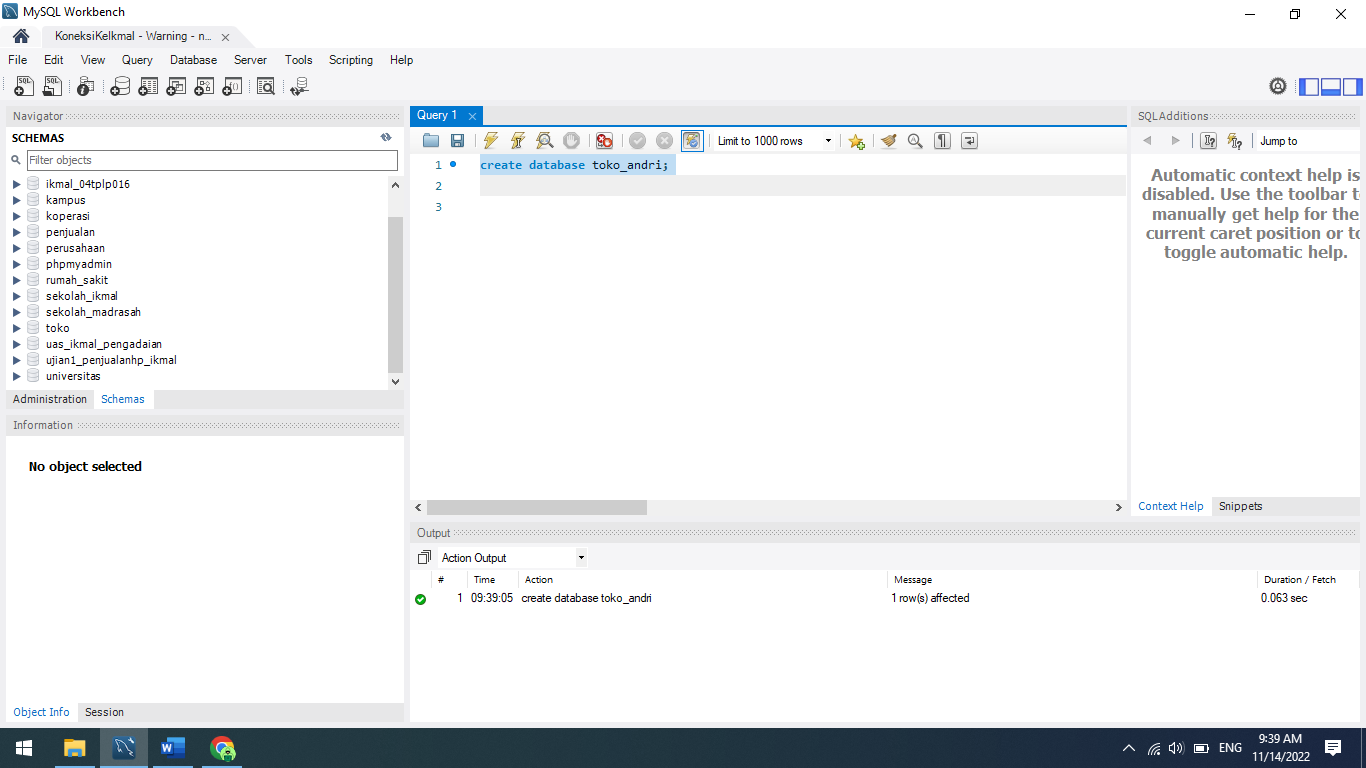 MySQL Workbench
KoneksiKeIkmal - Warning - n...
File Edit View Query Database Server Tools Scripting Help
Navigator
SCHEMAS
Filter objects
ikmal_04tplp016
kampus
koperasi
penjualan
perusahaan
phpmyadmin
rumah_sakit
sekolah_ikmal
sekolah_madrasah
toko
uas_ikmal_pengadaian
ujian1_penjualanhp_ikmal
universitas
Administration Schemas
Information
No object selected
Object Info Session
Query 1
Limit to 1000 rows
1 create database toko_andri;
2
3
SQLAdditions
Jump to
Automatic context help is
disabled. Use the toolbar t
manually get help for the
current caret position or to
toggle automatic help.
Context Help Snippets
Output
Action Output
# Time Action Message Duration / Fetch
1 09:39:05 create database toko_andri 1 row(s) affected 0.063 sec
ENG
9:39 AM
11/14/2022